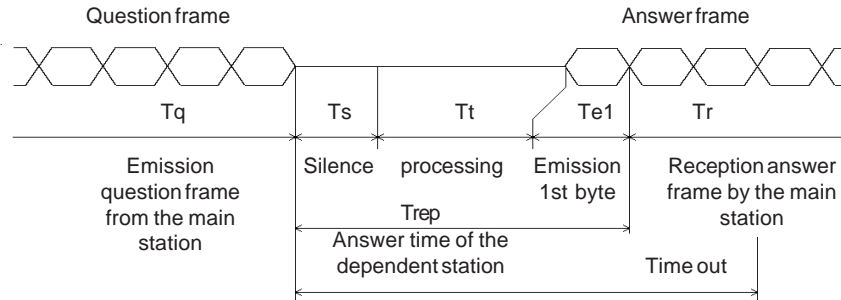 Question frame
Answer frame
Tq
Ts
Tt
Te1
Tr
Emission
question frame
from the main
station
Silence
processing
Emission
1st byte
Reception answer
frame by the main
station
Trep
Answer time of the
dependent station
Time out